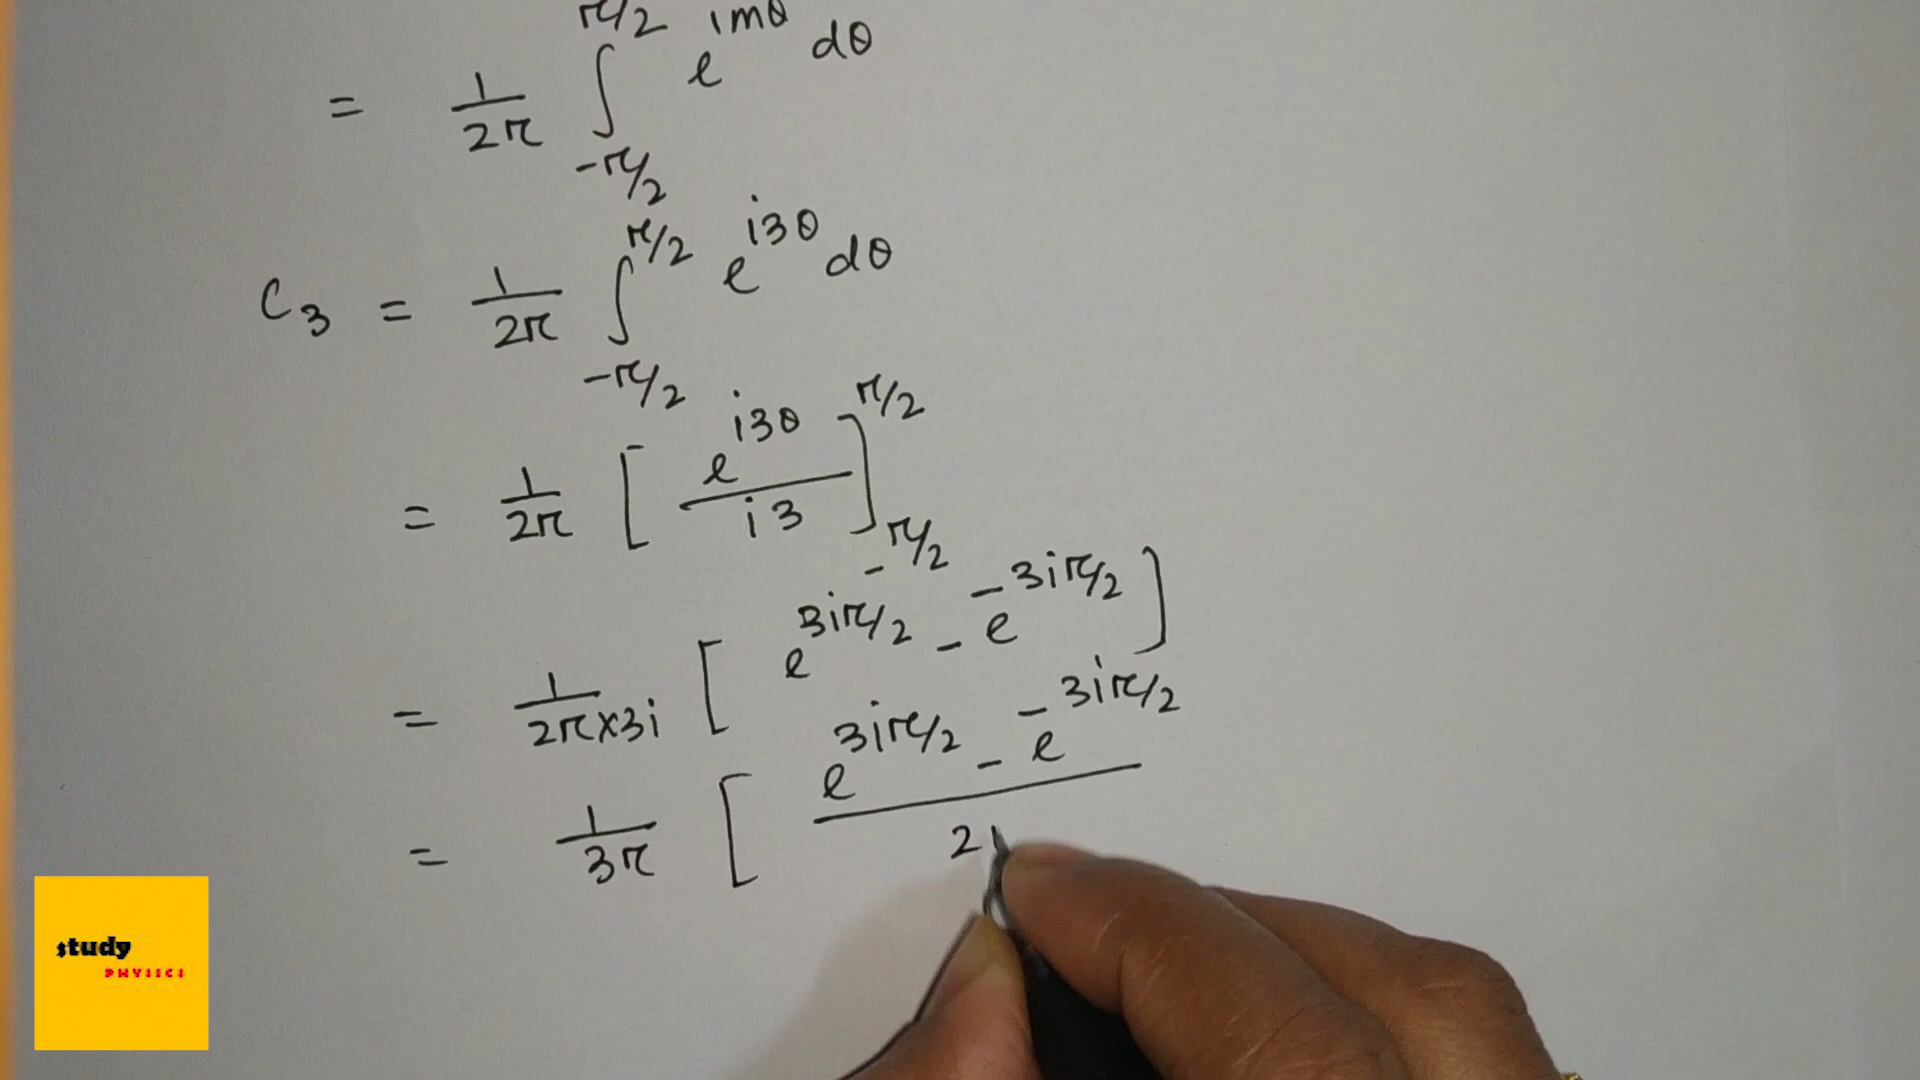 = 1/2π ∫_{-π/2}^{π/2} e^{imθ} dθ
C₃ = 1/2π ∫_{-π/2}^{π/2} e^{i3θ} dθ
= 1/2π [ e^{i3θ} / i3 ]_{-π/2}^{π/2}
= 1/2π×3i [ e^{3iπ/2} - e^{-3iπ/2} ]
= 1/3π [ e^{3iπ/2} - e^{-3iπ/2} / 2i
study
PHYSICS